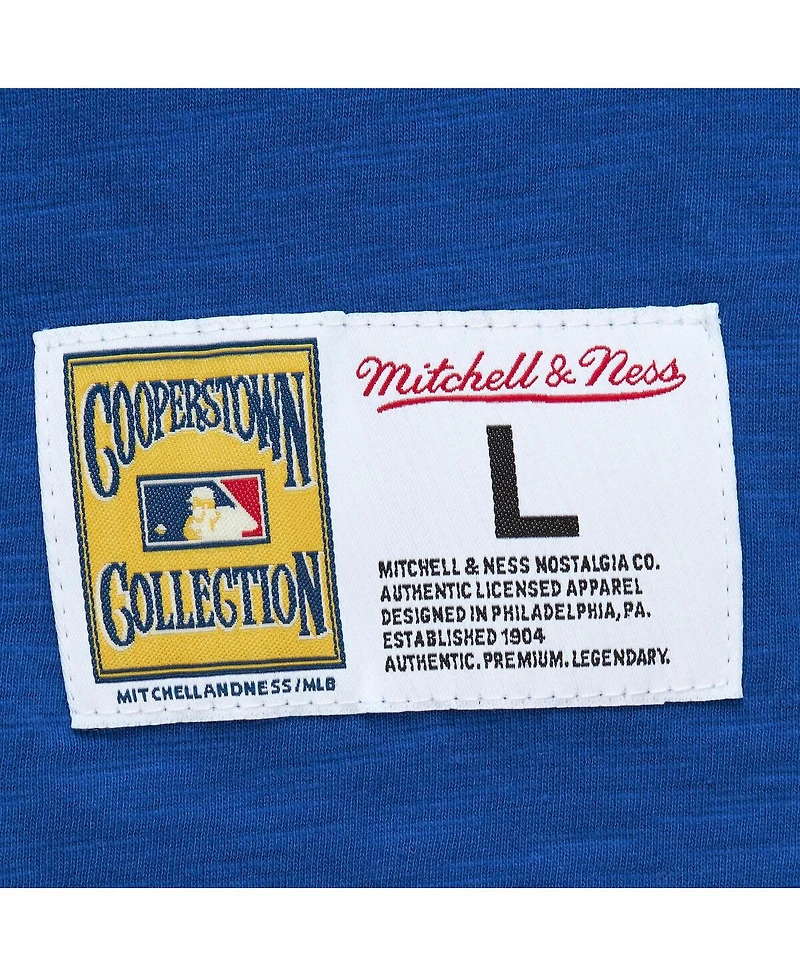 COOPERSTOWN
COLLECTION
MITCHELLANDNESS/MLB
Mitchell & Ness
L
MITCHELL & NESS NOSTALGIA CO.
AUTHENTIC LICENSED APPAREL
DESIGNED IN PHILADELPHIA, PA.
ESTABLISHED 1904
AUTHENTIC. PREMIUM. LEGENDARY.